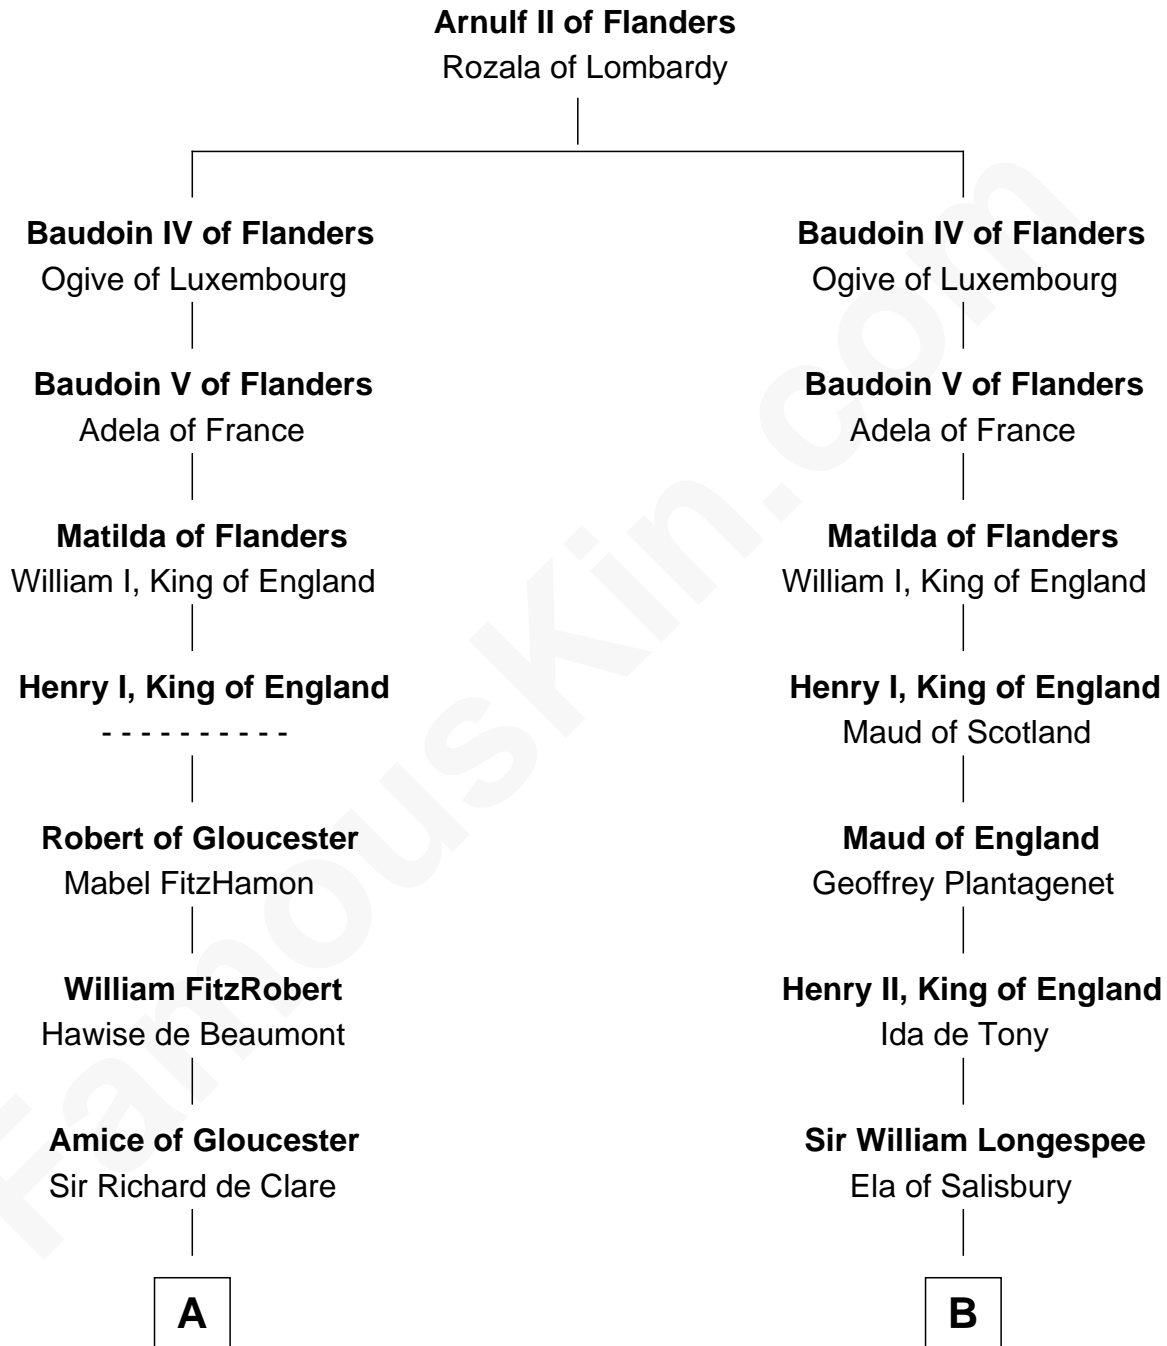 Arnulf II of Flanders
Rozala of Lombardy
Baudoin IV of Flanders
Ogive of Luxembourg
Baudoin V of Flanders
Adela of France
Matilda of Flanders
William I, King of England
Henry I, King of England
- - - - - - - - - -
Robert of Gloucester
Mabel FitzHamon
William FitzRobert
Hawise de Beaumont
Amice of Gloucester
Sir Richard de Clare
A
Baudoin IV of Flanders
Ogive of Luxembourg
Baudoin V of Flanders
Adela of France
Matilda of Flanders
William I, King of England
Henry I, King of England
Maud of Scotland
Maud of England
Geoffrey Plantagenet
Henry II, King of England
Ida de Tony
Sir William Longespee
Ela of Salisbury
B
FamousKin.com